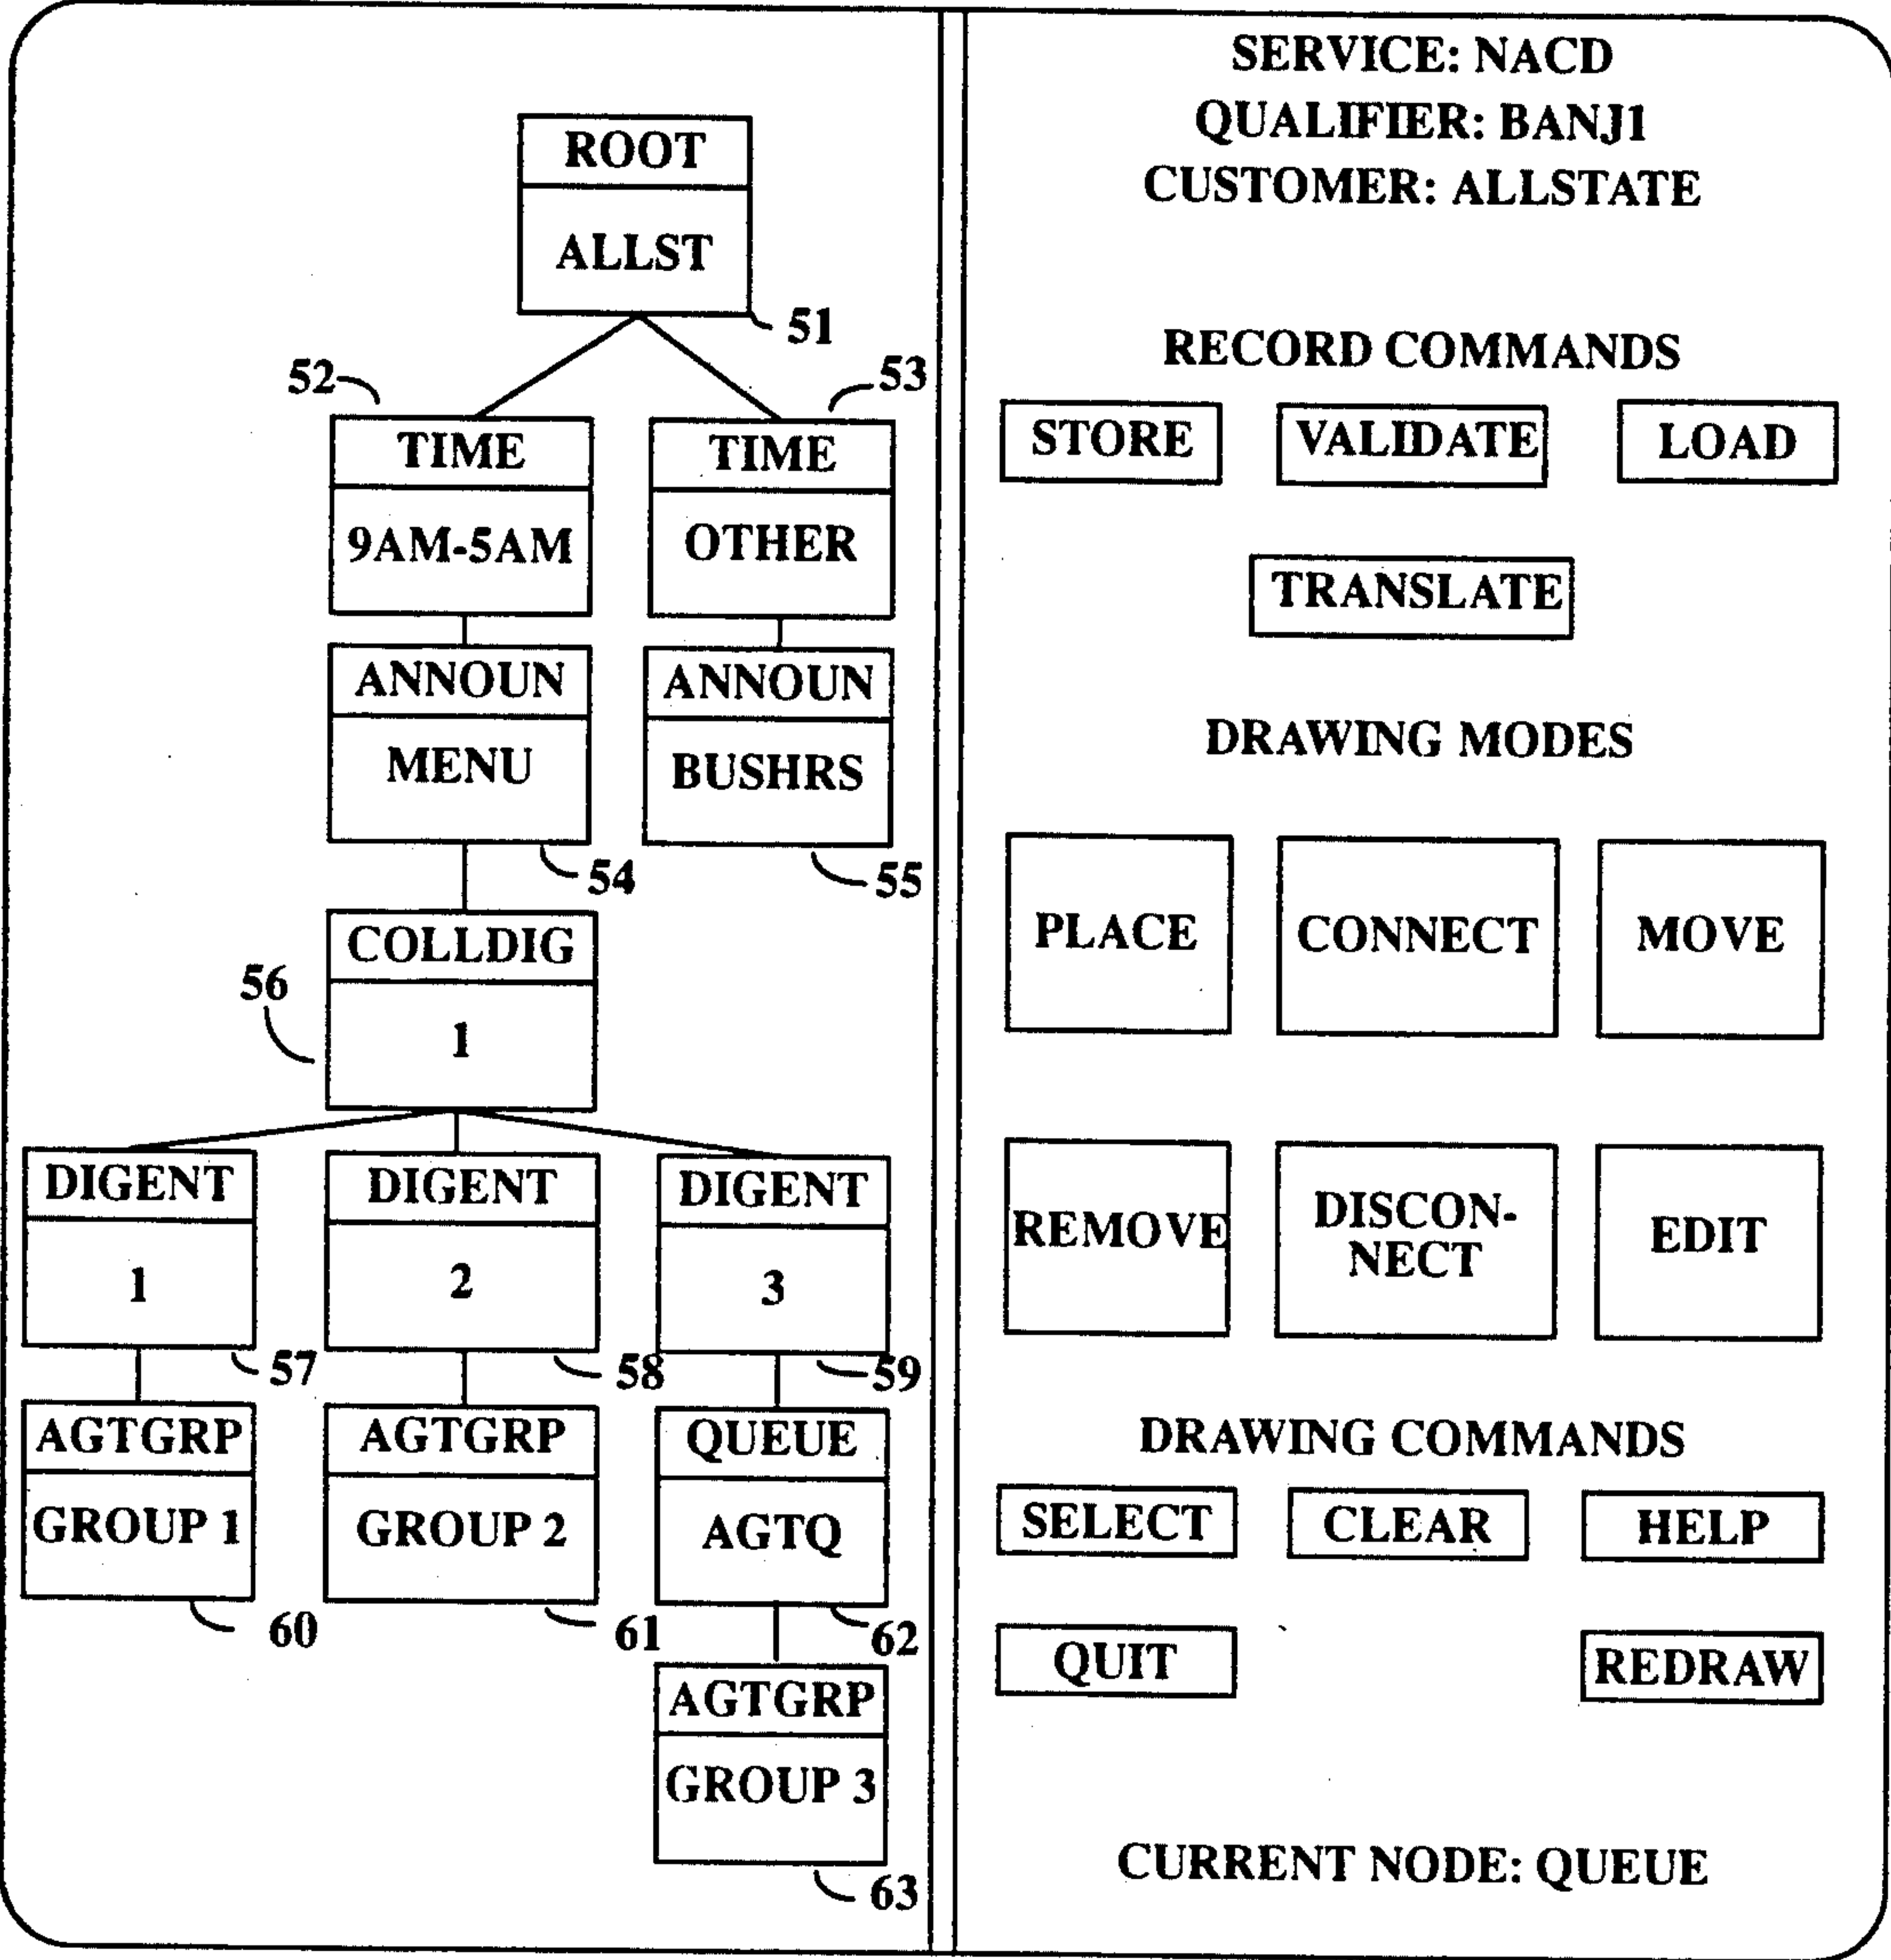 ROOT
ALLST
51
52
53
TIME
9AM-5AM
TIME
OTHER
ANNOUN
MENU
ANNOUN
BUSHRS
54
55
COLLDIG
1
56
DIGENT
1
DIGENT
2
DIGENT
3
57
58
59
AGTGRP
GROUP 1
AGTGRP
GROUP 2
QUEUE
AGTQ
60
61
62
AGTGRP
GROUP 3
63
SERVICE: NACD
QUALIFIER: BANJ1
CUSTOMER: ALLSTATE
RECORD COMMANDS
STORE
VALIDATE
LOAD
TRANSLATE
DRAWING MODES
PLACE
CONNECT
MOVE
REMOVE
DISCON-
NECT
EDIT
DRAWING COMMANDS
SELECT
CLEAR
HELP
QUIT
REDRAW
CURRENT NODE: QUEUE